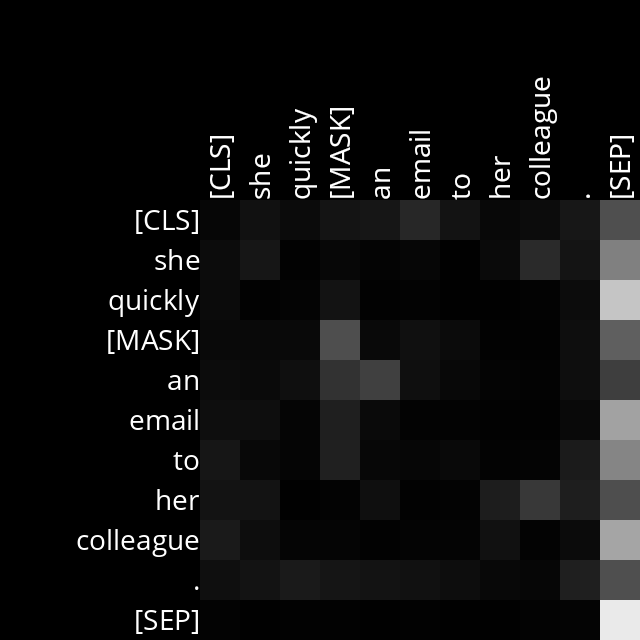 [CLS] she quickly [MASK] an email to her colleague . [SEP]
[CLS]
she
quickly
[MASK]
an
email
to
her
colleague
.
[SEP]